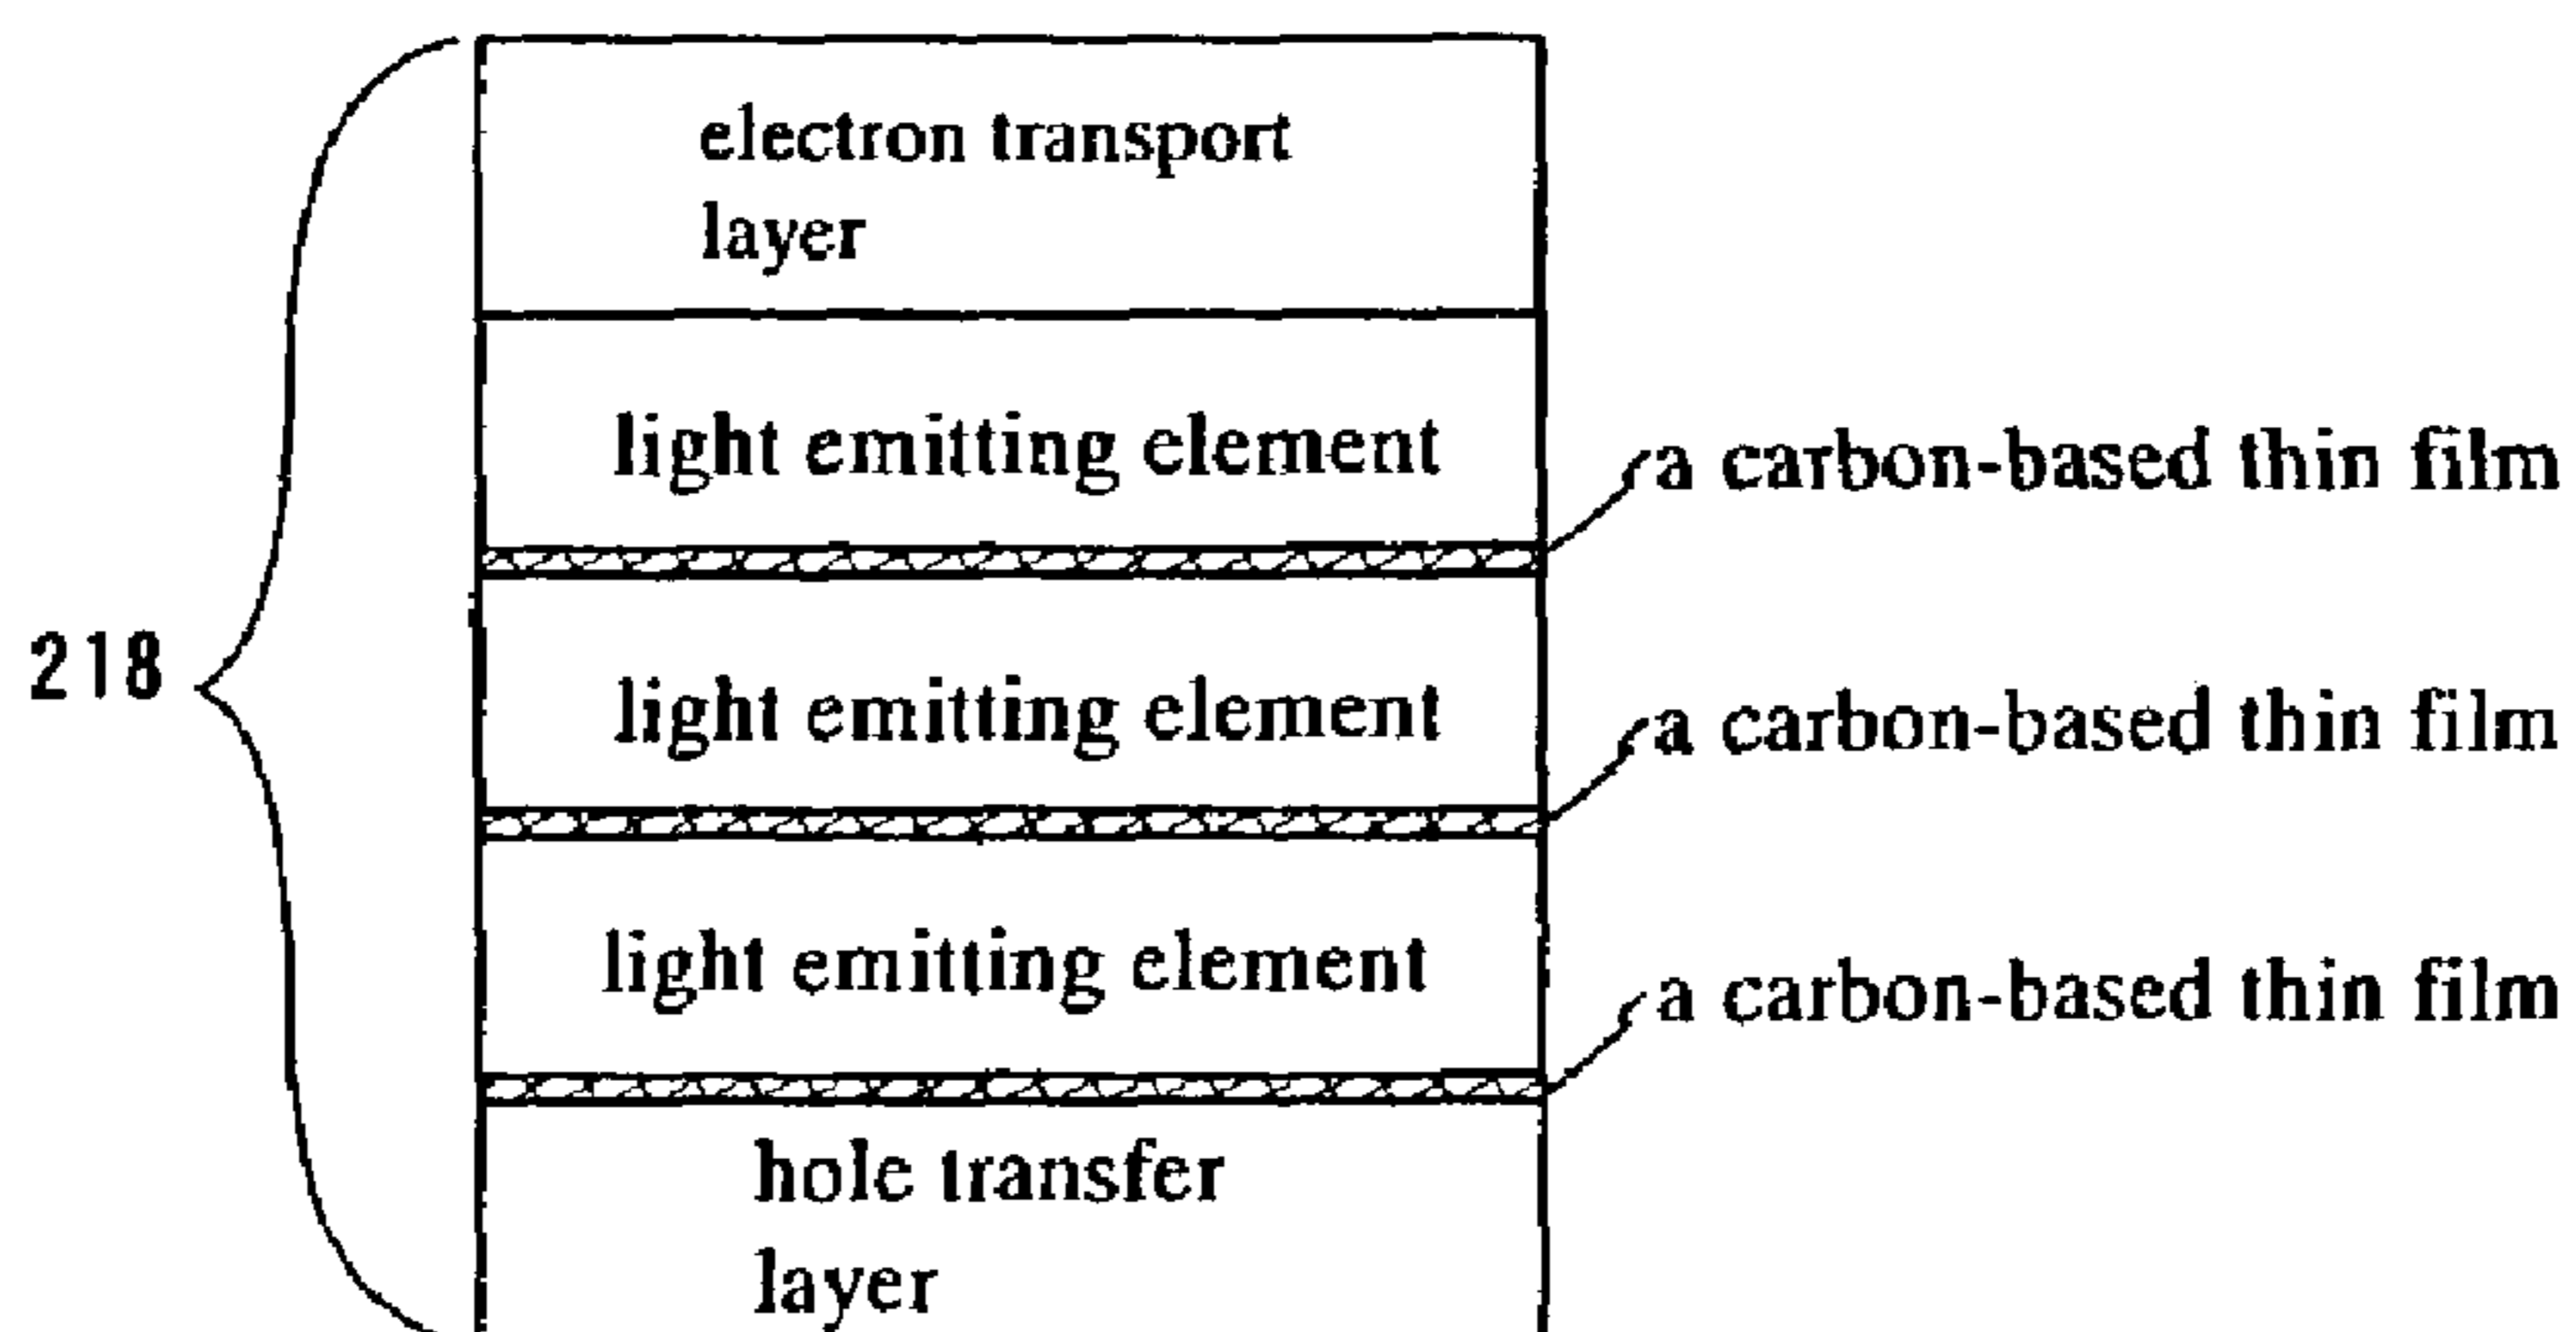 electron transport
layer
light emitting element
a carbon-based thin film
218
light emitting element
a carbon-based thin film
light emitting element
a carbon-based thin film
hole transfer
layer